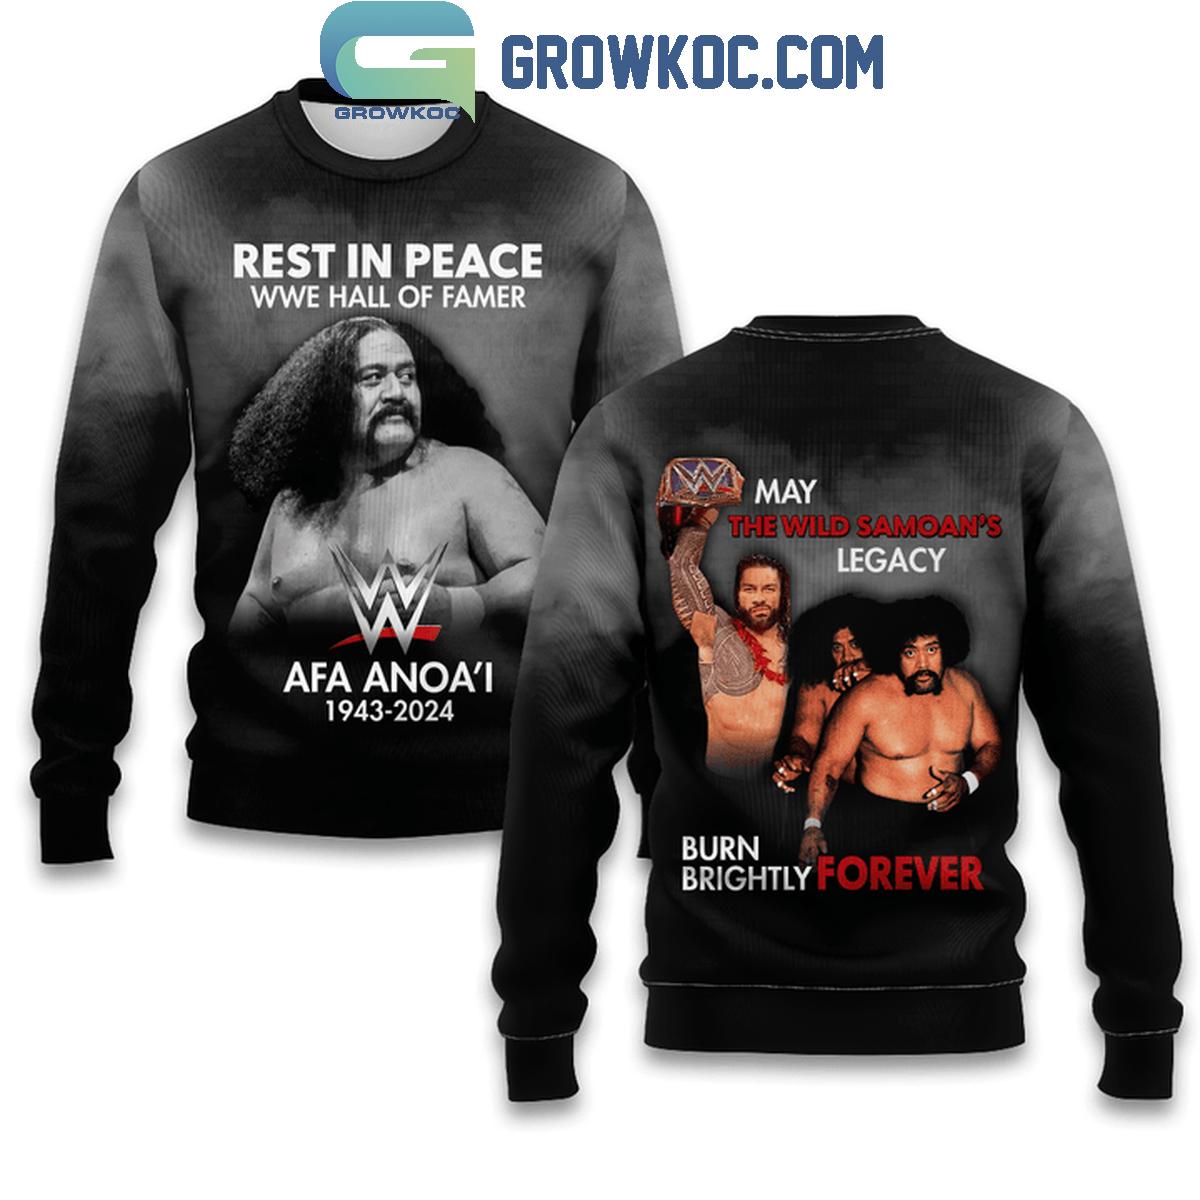 GROWKOC
GROWKOC.COM
REST IN PEACE
WWE HALL OF FAMER
W
AFA ANOA'I
1943-2024
W
MAY
THE WILD SAMOAN'S
LEGACY
BURN
BRIGHTLY FOREVER